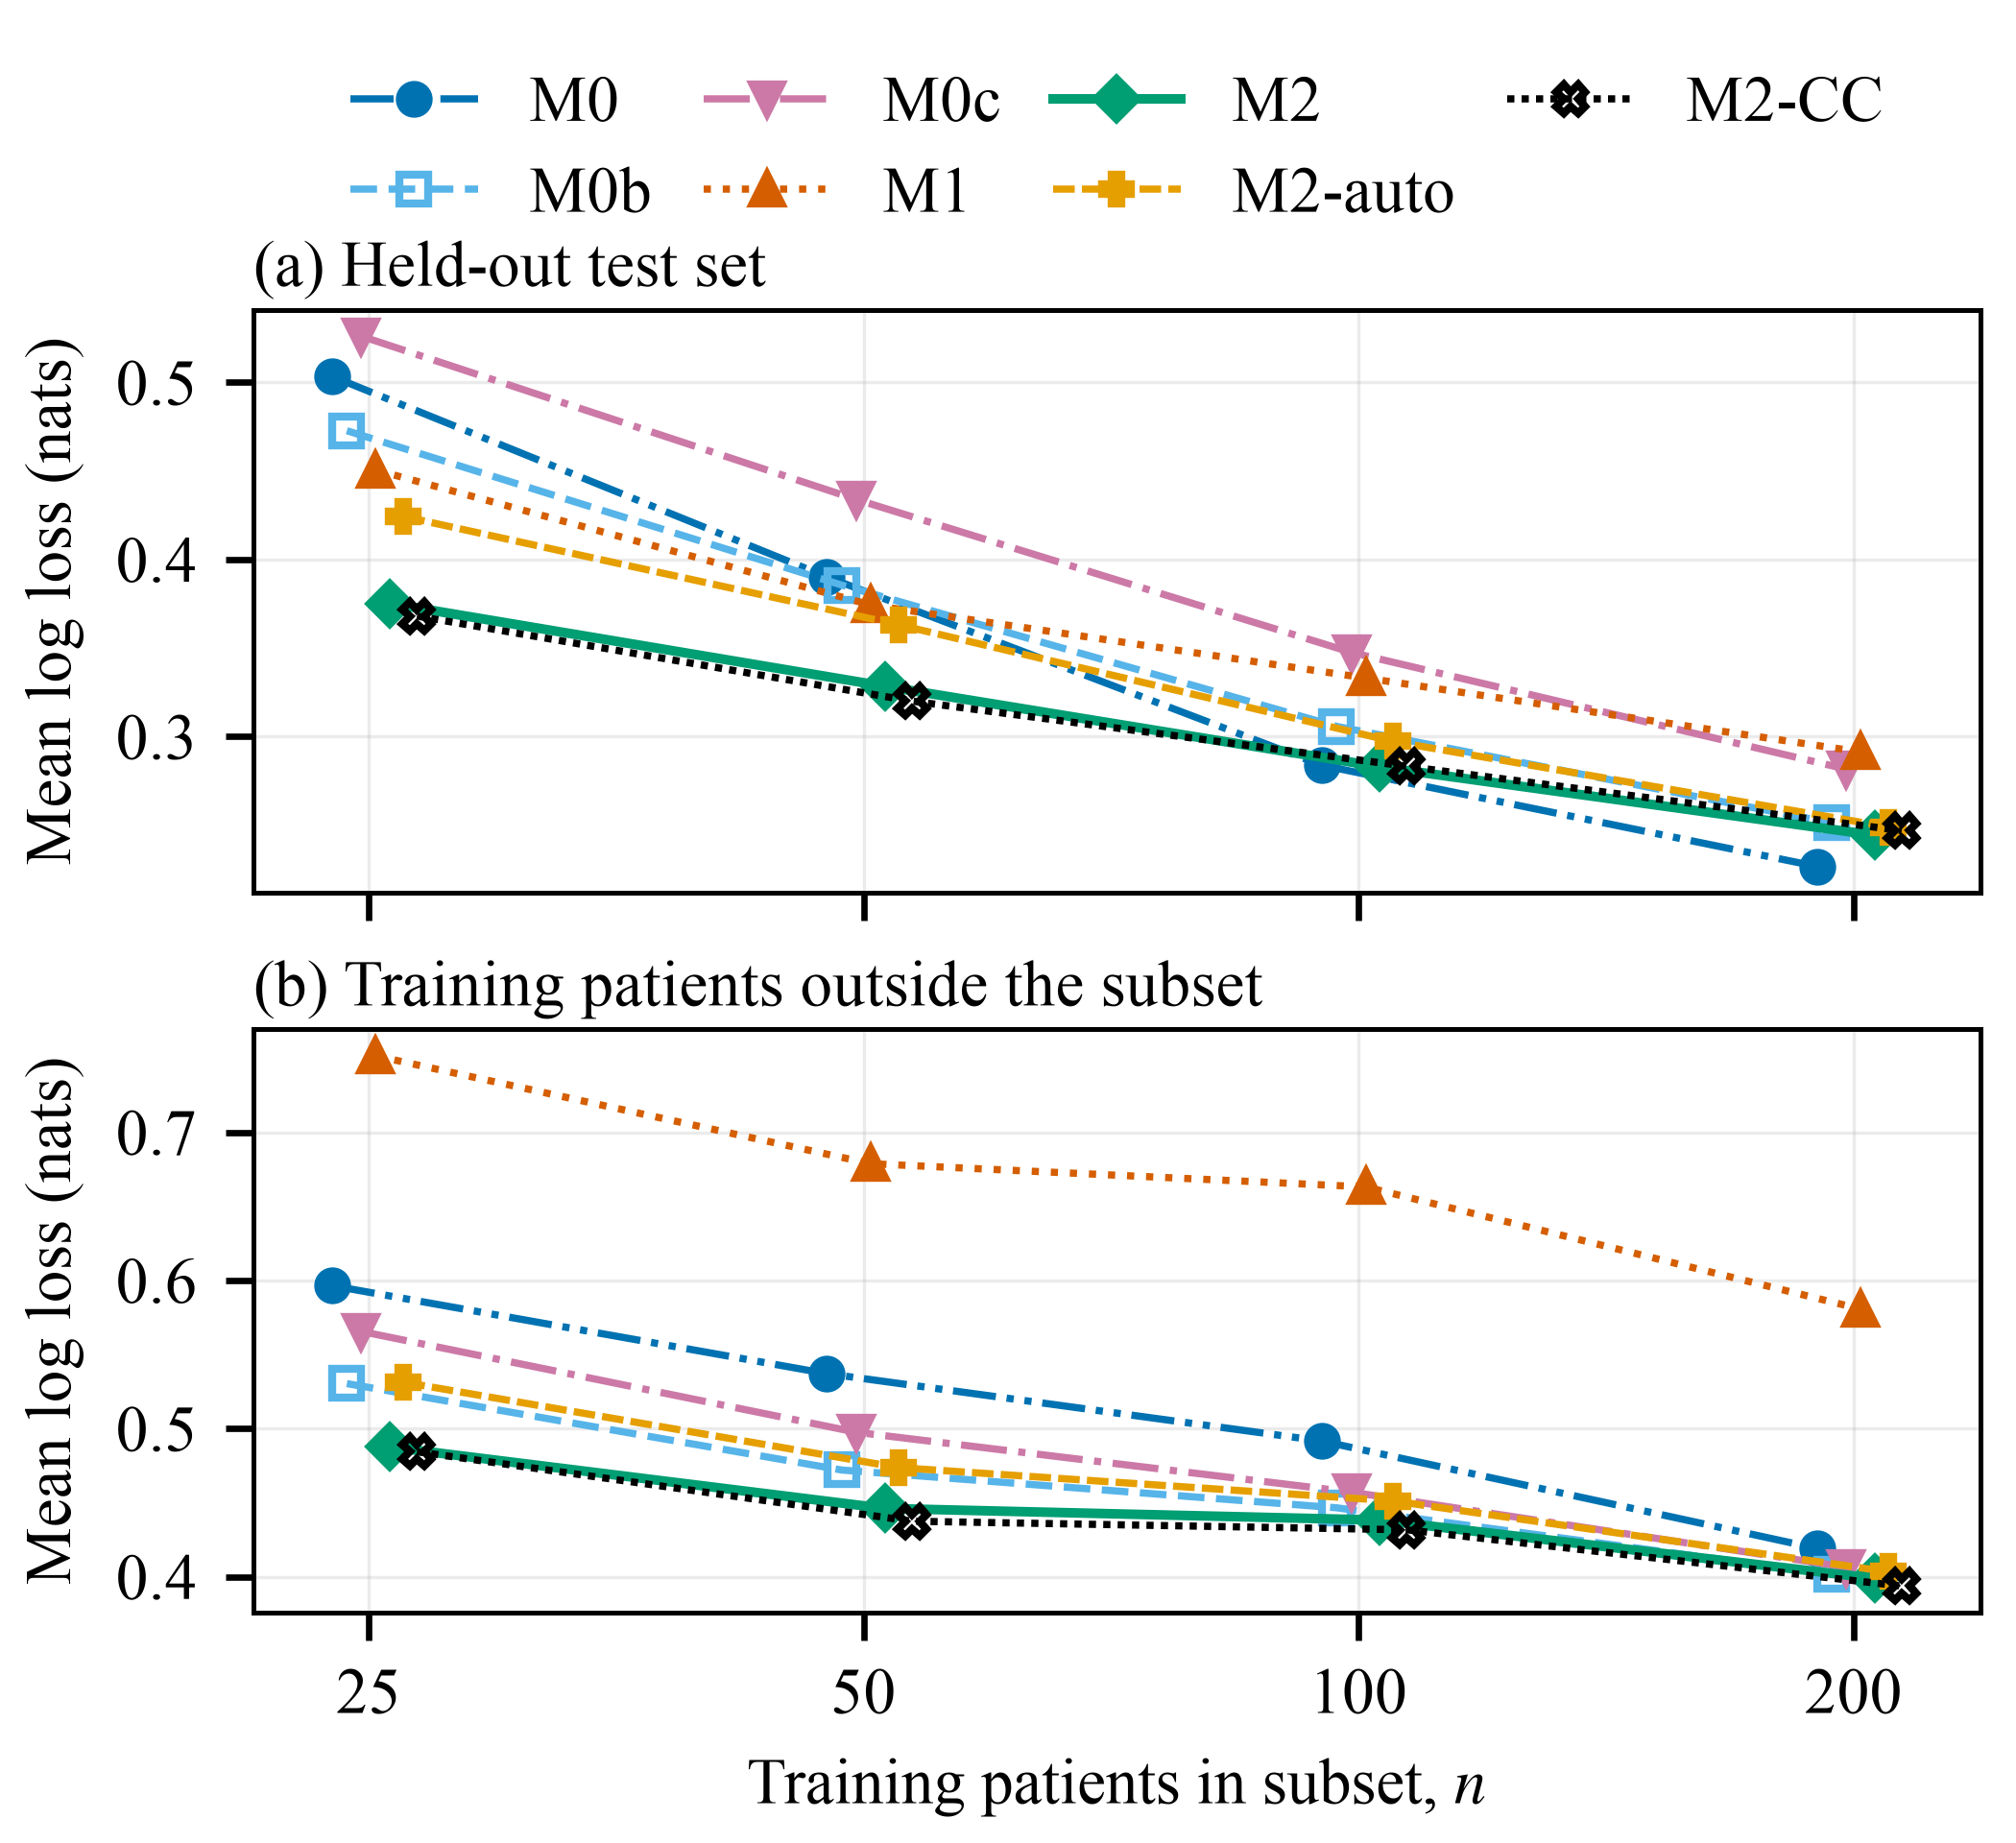 M0 M0c M2 M2-CC
M0b M1 M2-auto
(a) Held-out test set
Mean log loss (nats)
0.5
0.4
0.3
(b) Training patients outside the subset
Mean log loss (nats)
0.7
0.6
0.5
0.4
25 50 100 200
Training patients in subset, n